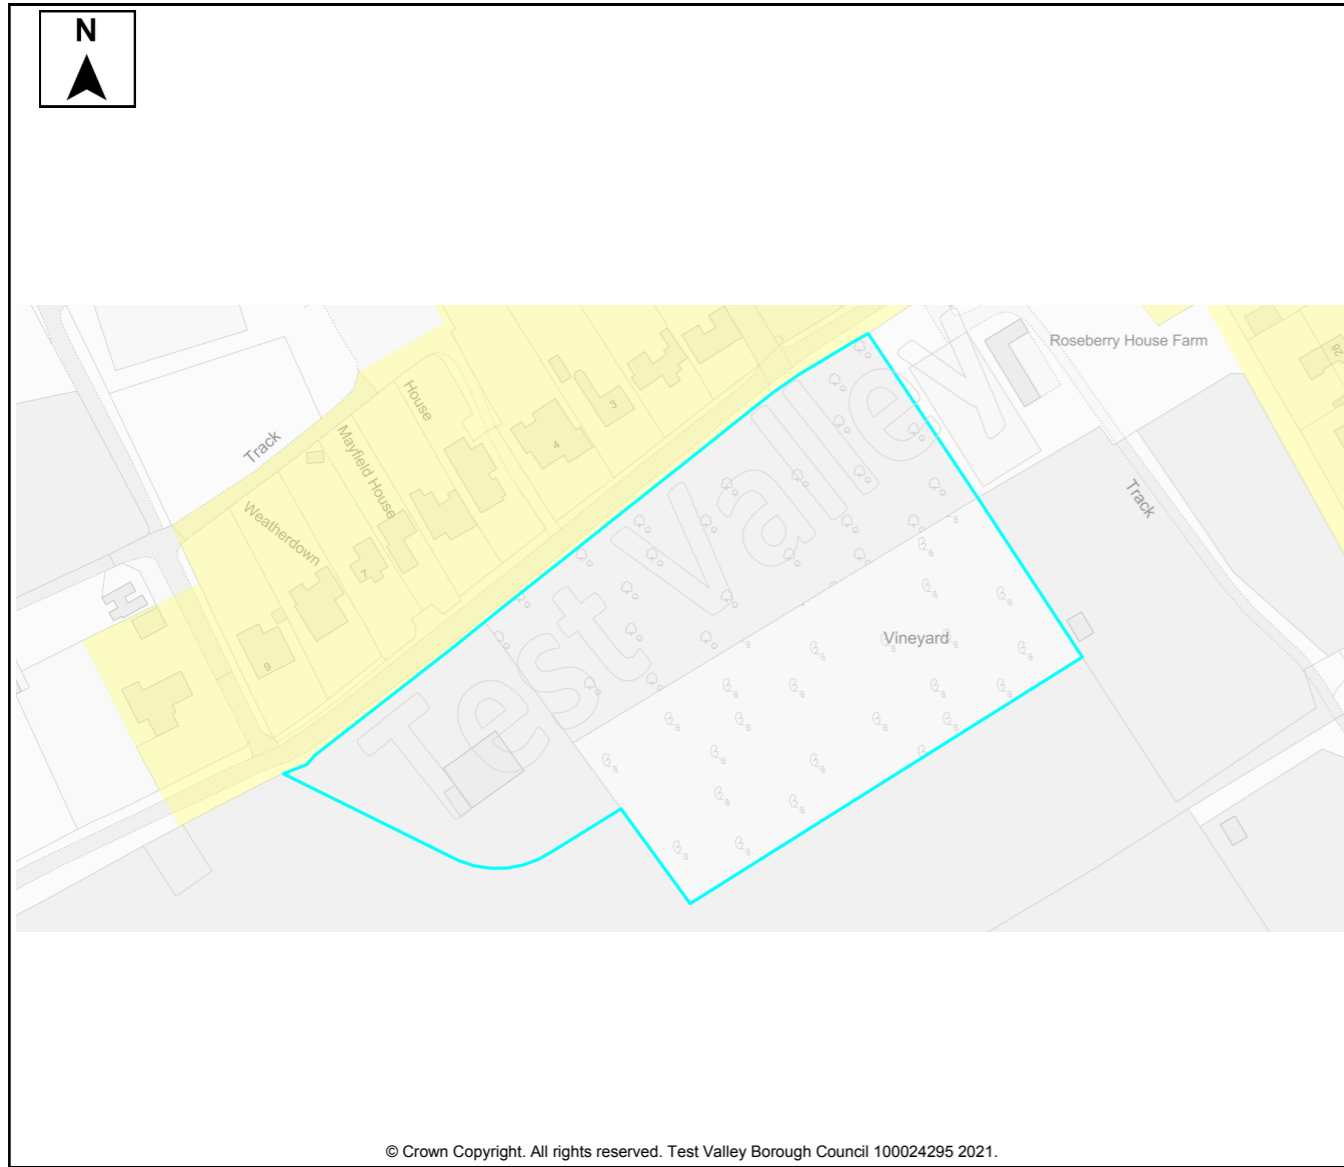 N
Roseberry House Farm
28
House
3
4
Track
Mayfield House
Track
Weatherdown
7
9
Vineyard
Test Valley
© Crown Copyright. All rights reserved. Test Valley Borough Council 100024295 2021.